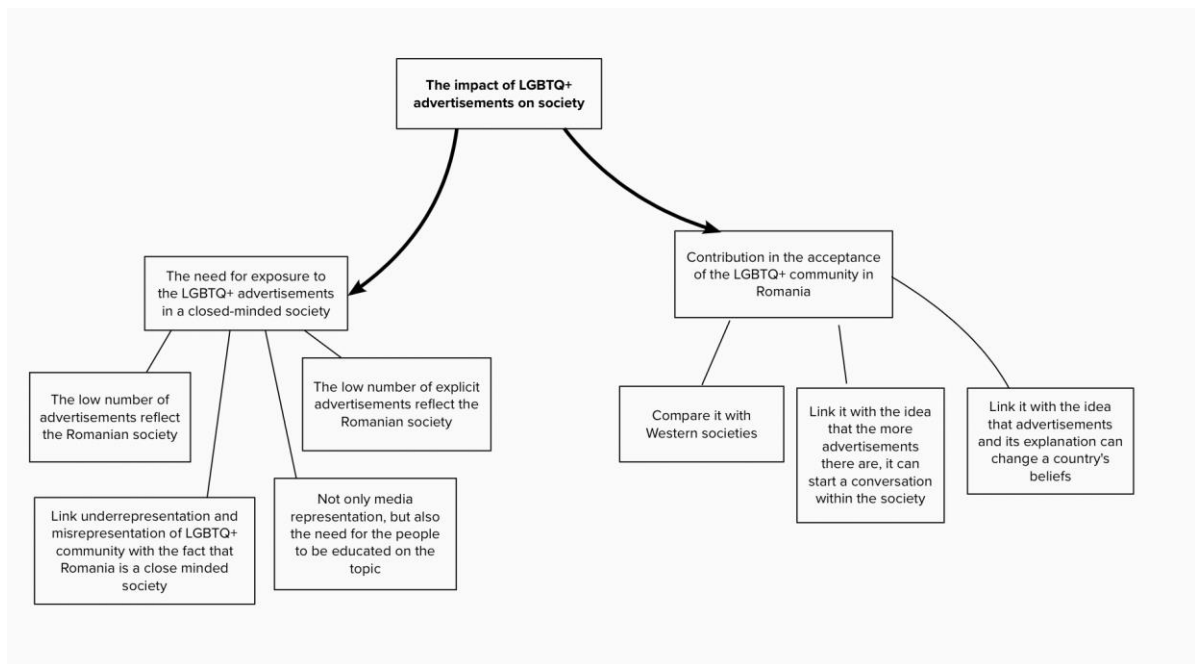 The impact of LGBTQ+
advertisements on society
The need for exposure to
the LGBTQ+ advertisements
in a closed-minded society
Contribution in the acceptance
of the LGBTQ+ community in
Romania
The low number of
advertisements reflect
the Romanian society
The low number of explicit
advertisements reflect the
Romanian society
Link underrepresentation and
misrepresentation of LGBTQ+
community with the fact that
Romania is a close minded
society
Not only media
representation, but also
the need for the people
to be educated on the
topic
Compare it with
Western societies
Link it with the idea
that the more
advertisements
there are, it can
start a conversation
within the society
Link it with the idea
that advertisements
and its explanation can
change a country's
beliefs